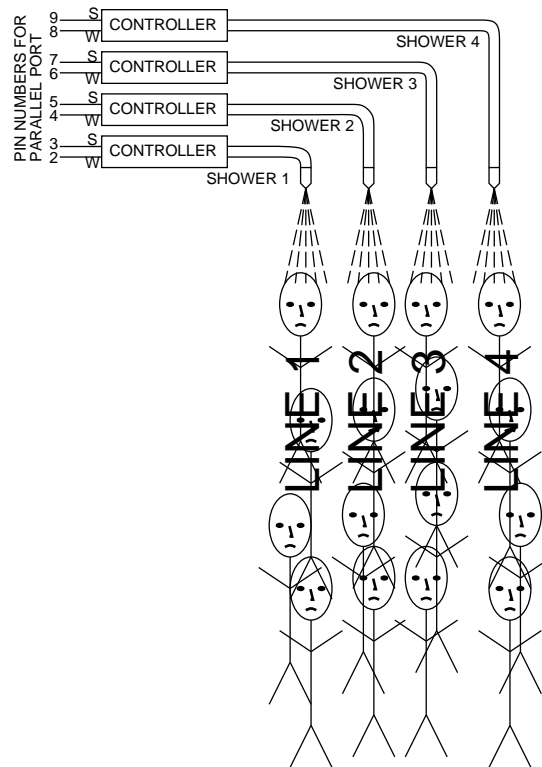 PIN NUMBERS FOR
PARALLEL PORT
9 S CONTROLLER
8 W
SHOWER 4
7 S CONTROLLER
6 W
SHOWER 3
5 S CONTROLLER
4 W
SHOWER 2
3 S CONTROLLER
2 W
SHOWER 1
LINE 1
LINE 2
LINE 3
LINE 4